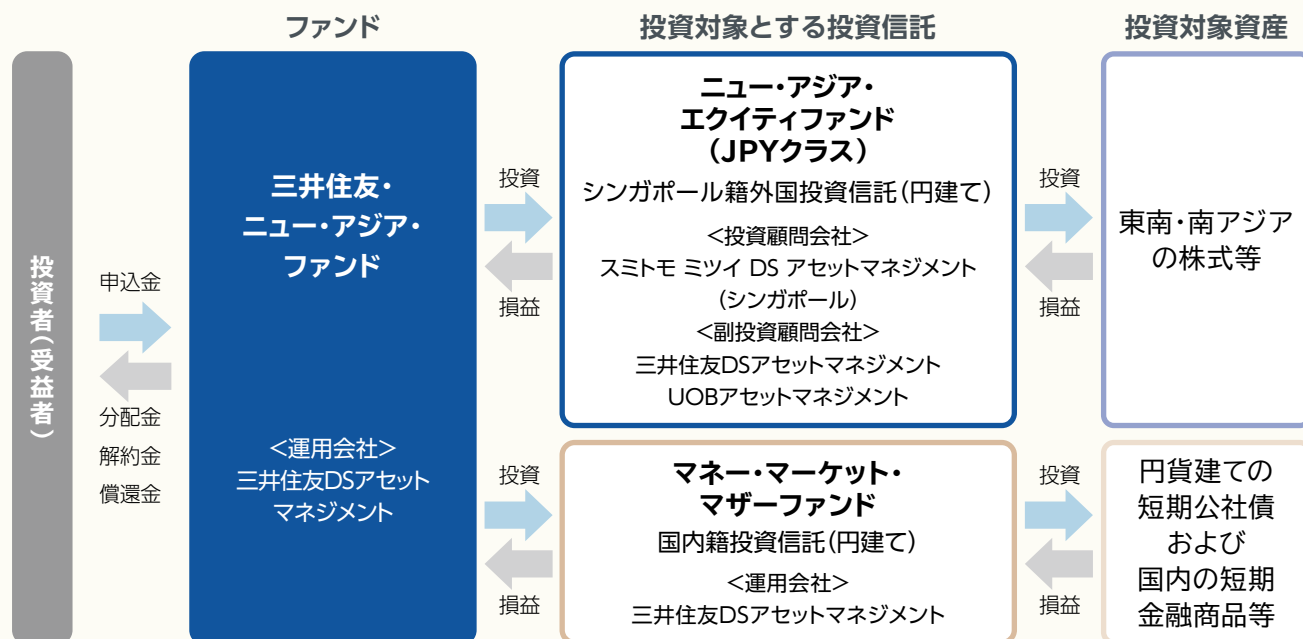 ファンド
投資対象とする投資信託
投資対象資産
投資者(受益者)
申込金
分配金
解約金
償還金
三井住友・
ニュー・アジア・
ファンド
<運用会社>
三井住友DSアセット
マネジメント
投資
損益
ニュー・アジア・
エクイティファンド
(JPYクラス)
シンガポール籍外国投資信託(円建て)
<投資顧問会社>
スミトモ ミツイ DS アセットマネジメント
(シンガポール)
<副投資顧問会社>
三井住友DSアセットマネジメント
UOBアセットマネジメント
投資
損益
東南・南アジア
の株式等
投資
損益
マネー・マーケット・
マザーファンド
国内籍投資信託(円建て)
<運用会社>
三井住友DSアセットマネジメント
投資
損益
円貨建ての
短期公社債
および
国内の短期
金融商品等